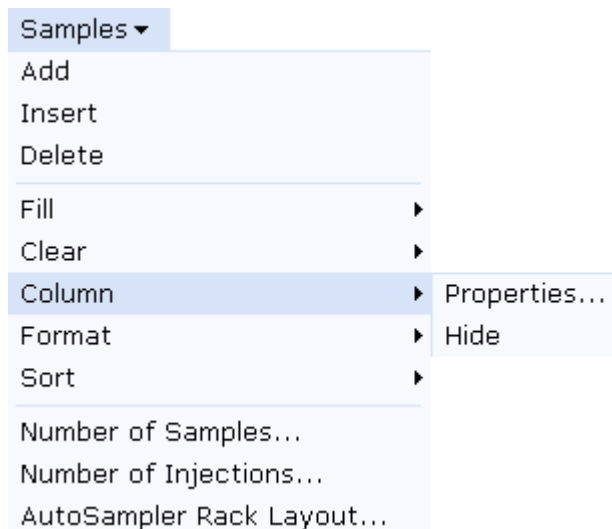 Samples
Add
Insert
Delete
Fill
Clear
Column
Properties...
Format
Hide
Sort
Number of Samples...
Number of Injections...
AutoSampler Rack Layout...